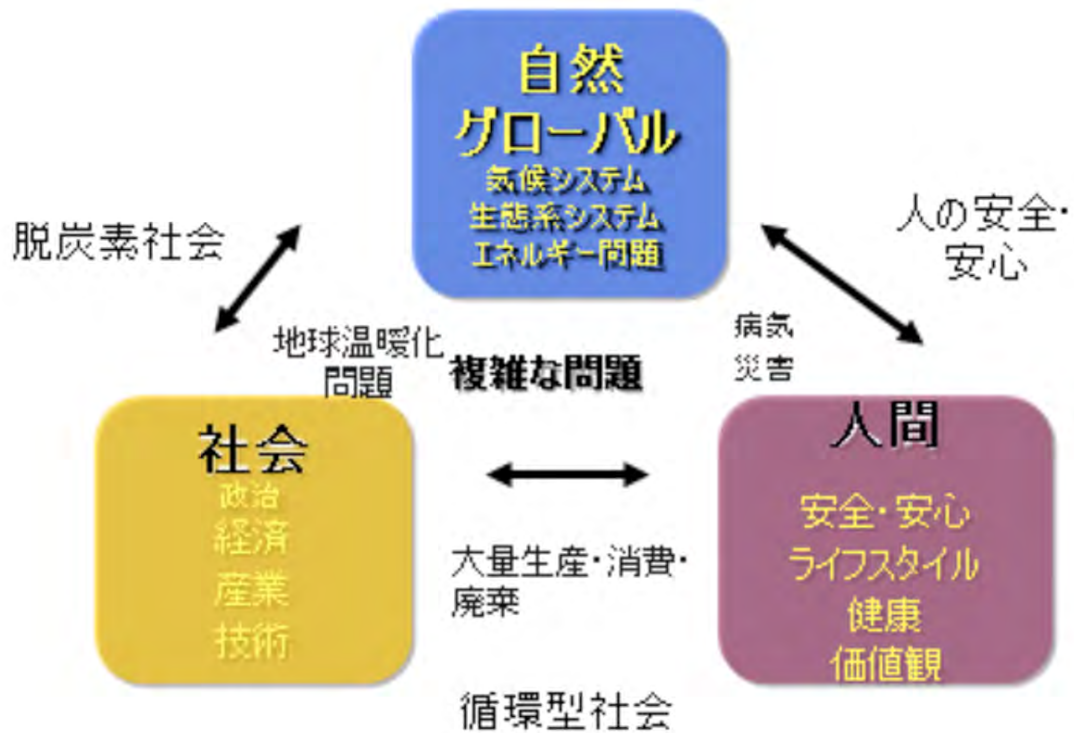 自然
グローバル
気候システム
生態系システム
エネルギー問題
脱炭素社会
人の安全・
安心
地球温暖化
問題
複雑な問題
病気
災害
社会
政治
経済
産業
技術
人間
安全・安心
ライフスタイル
健康
価値観
大量生産・消費・
廃棄
循環型社会